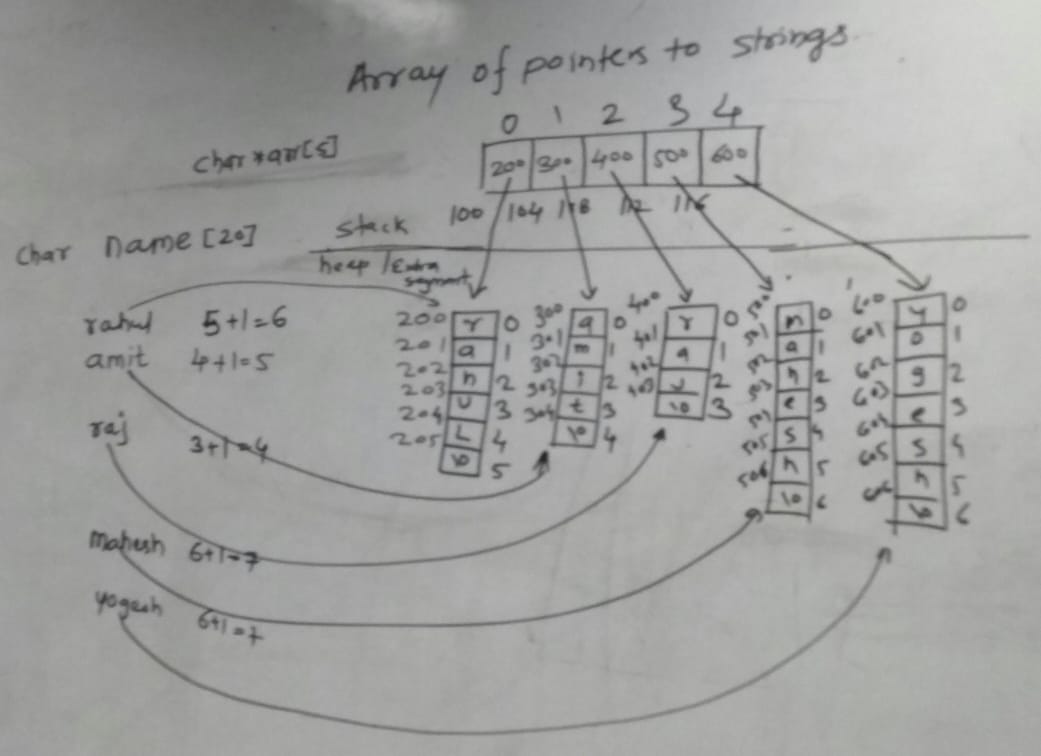 Array of pointers to strings
0 1 2 3 4
char *arr[5]
200 300 400 500 600
100 104 108 112 116
char name[20]
stack
heap / Extra segment
rahul 5+1=6
amit 4+1=5
raj 3+1=4
mahesh 6+1=7
yogesh 6+1=7
200 r 0
201 a 1
202 h 2
203 u 3
204 L 4
205 \0 5
300 a 0
301 m 1
302 i 2
303 t 3
304 \0 4
400 r 0
401 a 1
402 J 2
403 \0 3
500 m 0
501 a 1
502 h 2
503 e 3
s 4
505 h 5
506 \0 6
600 y 0
601 o 1
602 g 2
603 e 3
604 s 4
605 h 5
606 \0 6